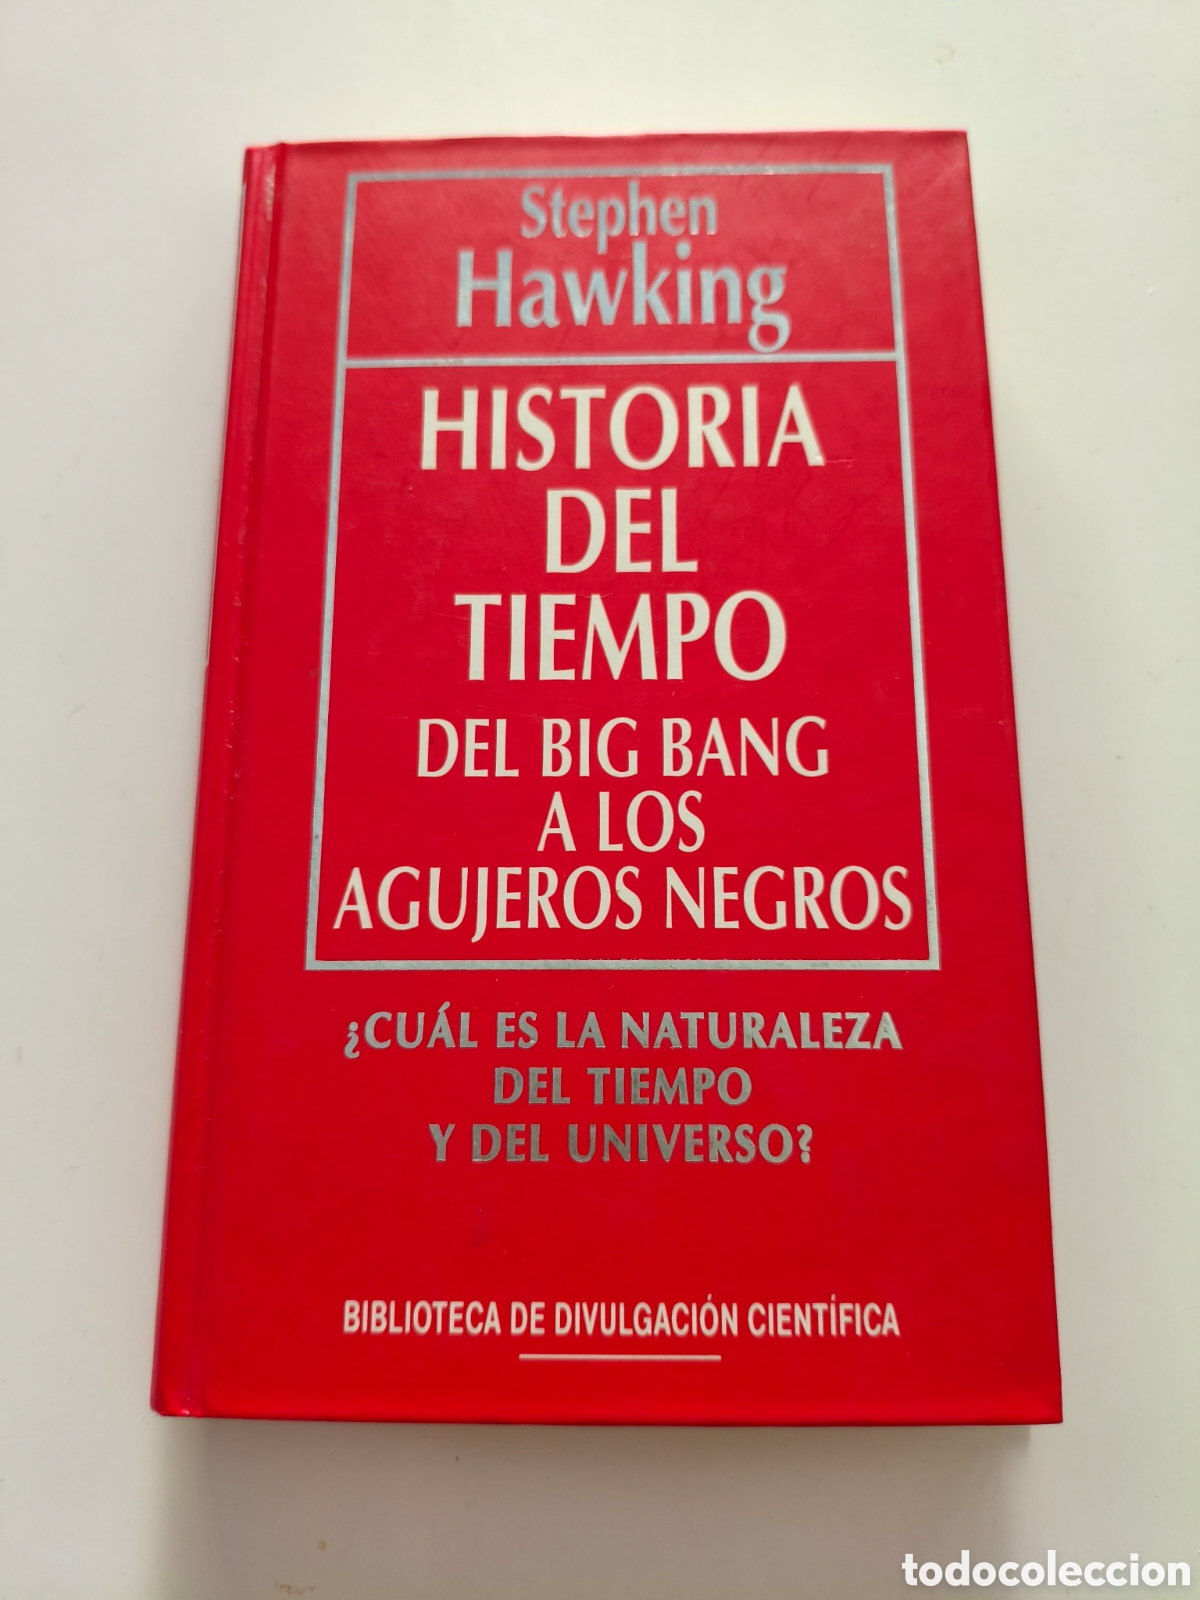 Stephen
Hawking
HISTORIA
DEL
TIEMPO
DEL BIG BANG
A LOS
AGUJEROS NEGROS
¿CUÁL ES LA NATURALEZA
DEL TIEMPO
Y DEL UNIVERSO?
BIBLIOTECA DE DIVULGACIÓN CIENTÍFICA
todocoleccion